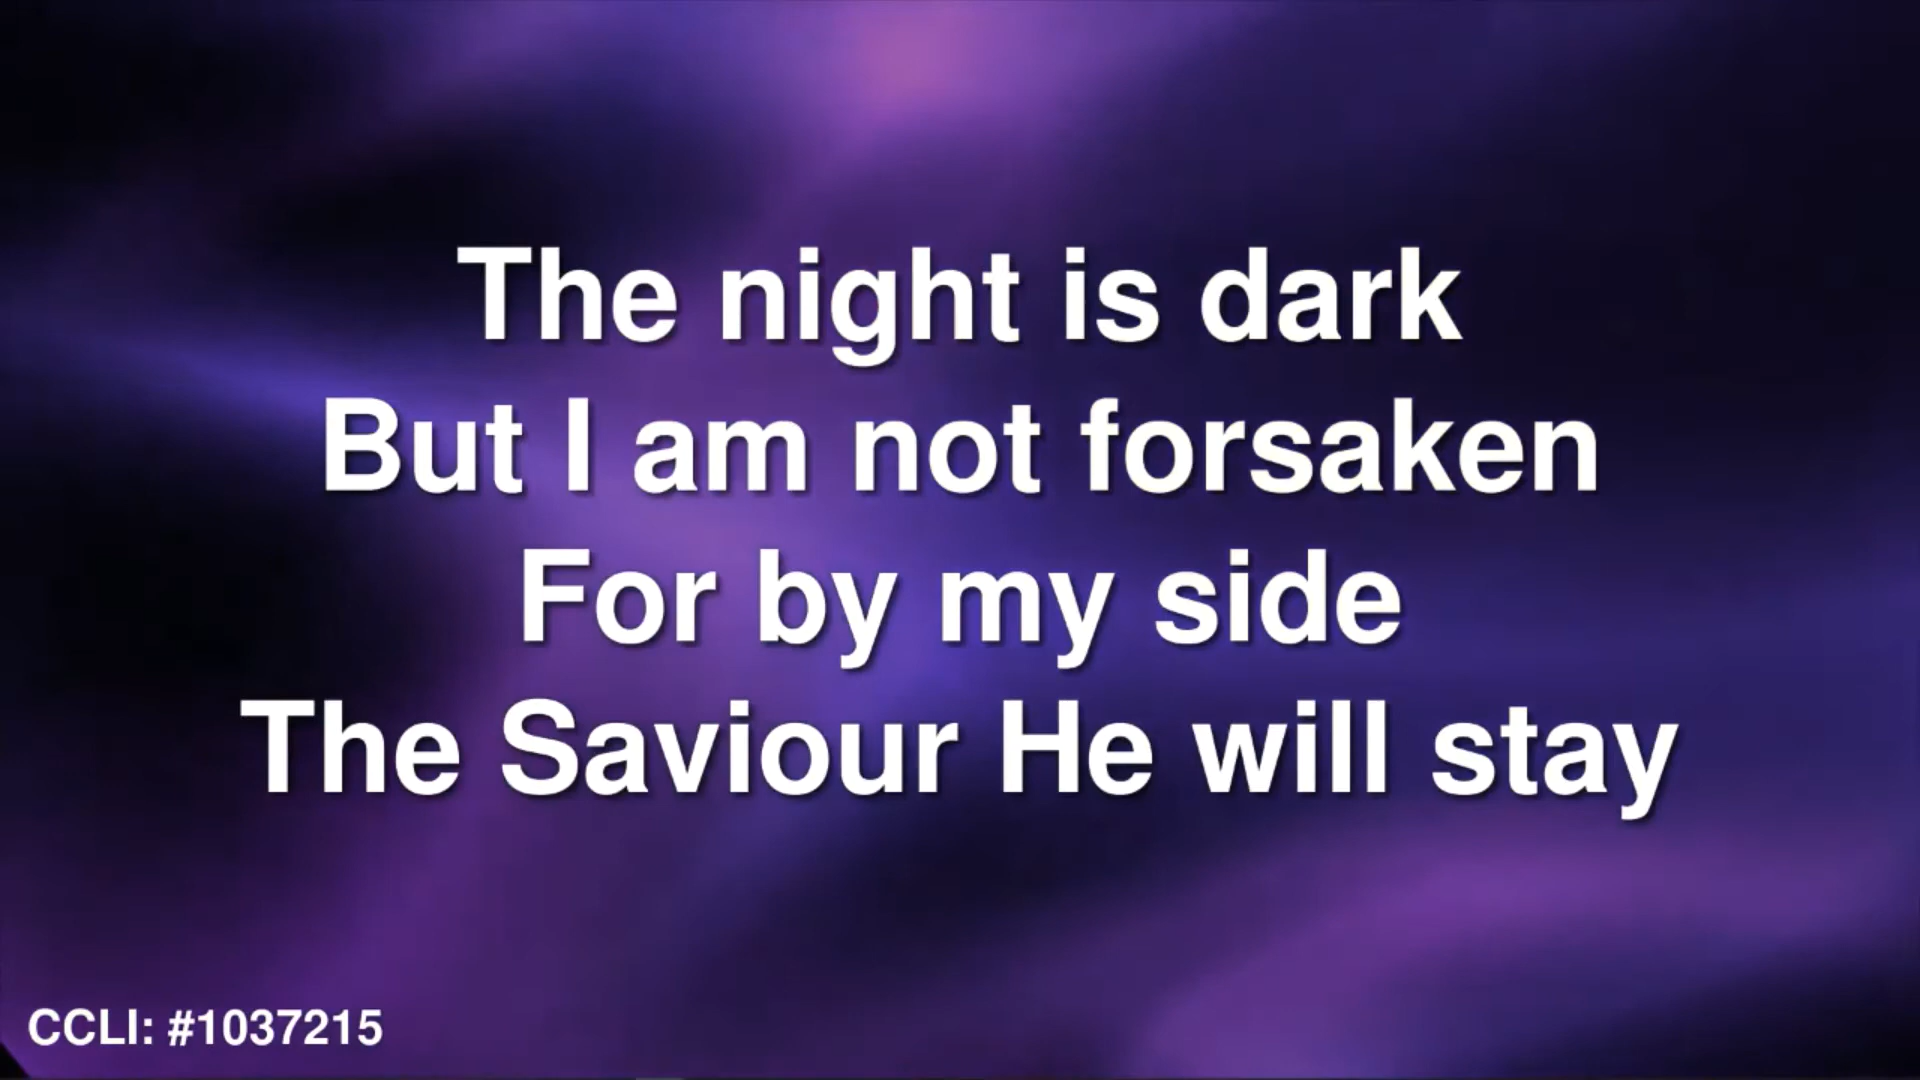 The night is dark
But I am not forsaken
For by my side
The Saviour He will stay
CCLI: #1037215